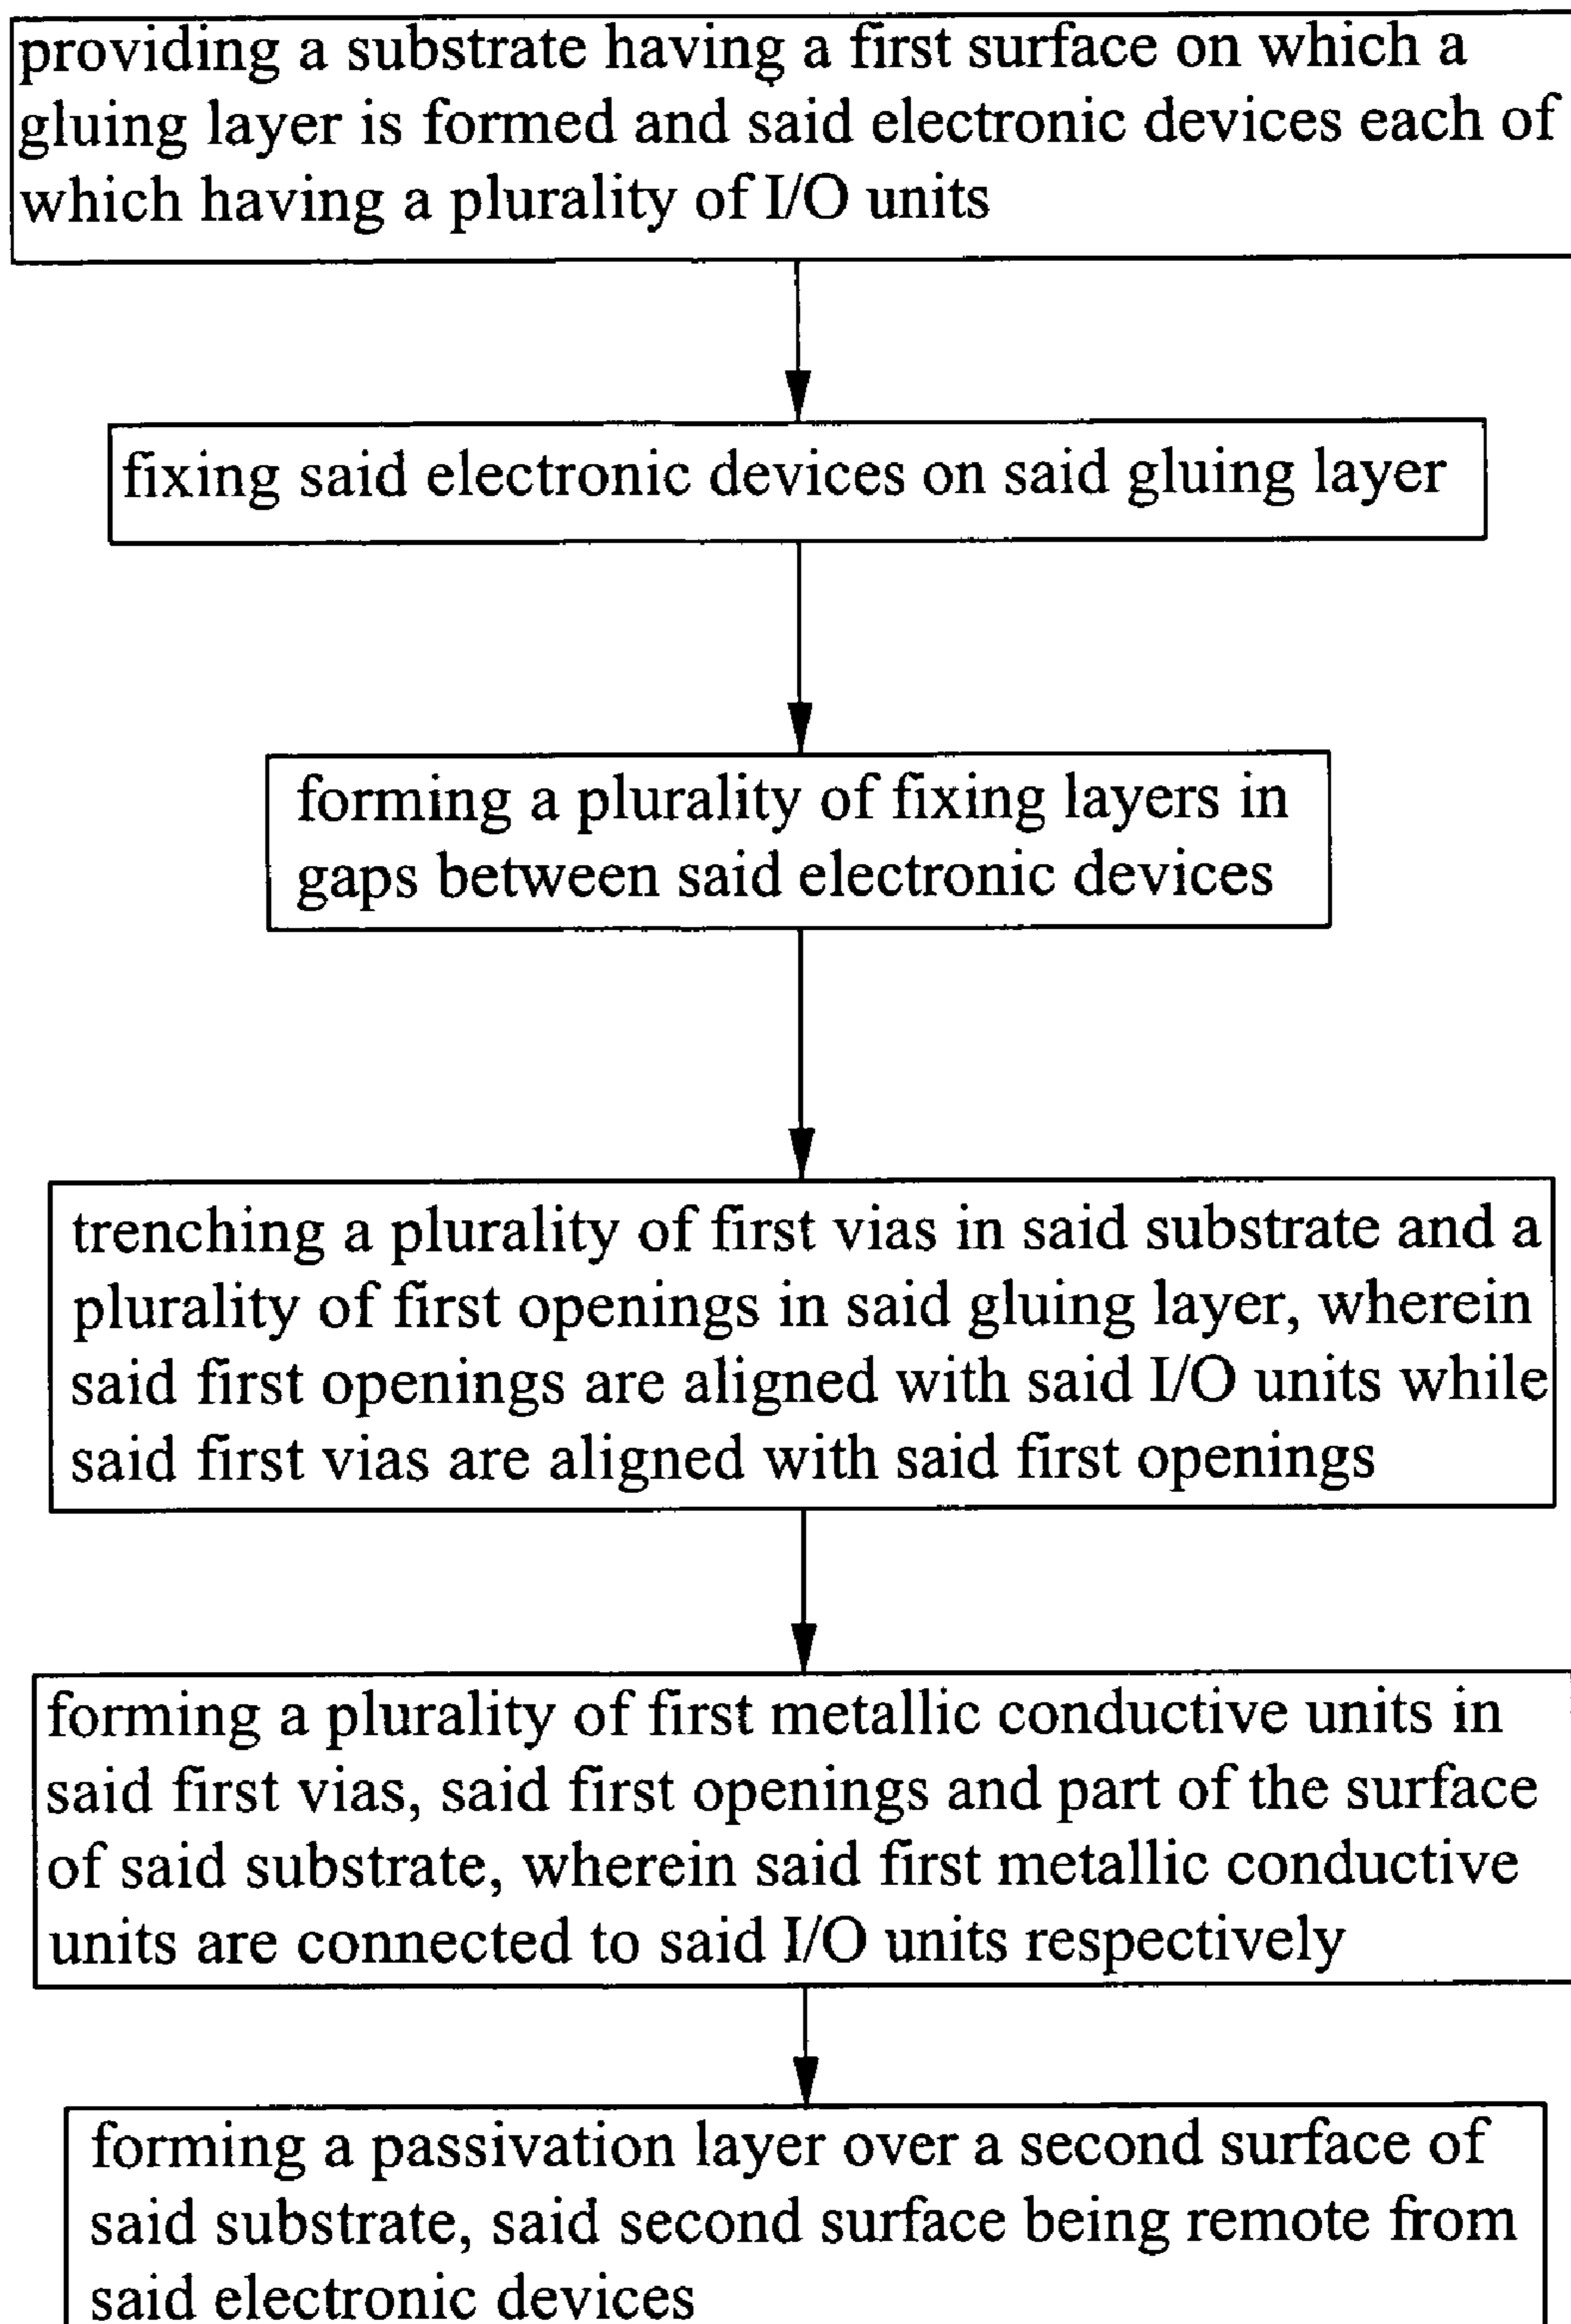 providing a substrate having a first surface on which a
gluing layer is formed and said electronic devices each of
which having a plurality of I/O units
fixing said electronic devices on said gluing layer
forming a plurality of fixing layers in
gaps between said electronic devices
trenching a plurality of first vias in said substrate and a
plurality of first openings in said gluing layer, wherein
said first openings are aligned with said I/O units while
said first vias are aligned with said first openings
forming a plurality of first metallic conductive units in
said first vias, said first openings and part of the surface
of said substrate, wherein said first metallic conductive
units are connected to said I/O units respectively
forming a passivation layer over a second surface of
said substrate, said second surface being remote from
said electronic devices